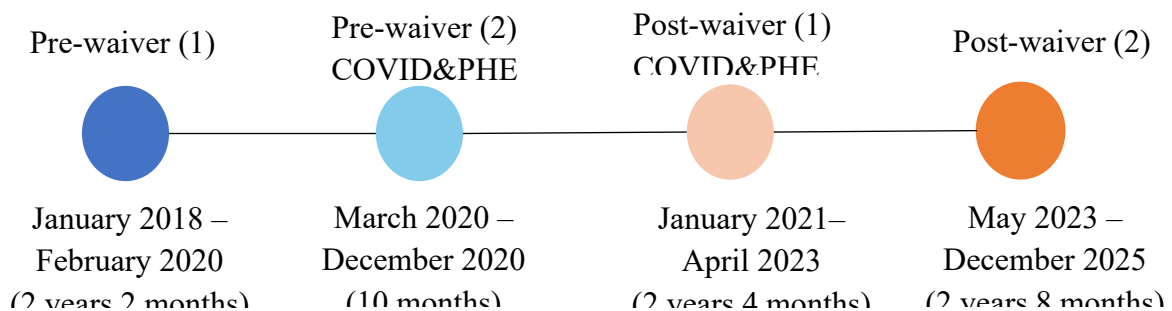 Pre-waiver (1)
Pre-waiver (2)
COVID&PHE
Post-waiver (1)
COVID&PHE
Post-waiver (2)
January 2018 –
February 2020
(2 years 2 months)
March 2020 –
December 2020
(10 months)
January 2021–
April 2023
(2 years 4 months)
May 2023 –
December 2025
(2 years 8 months)